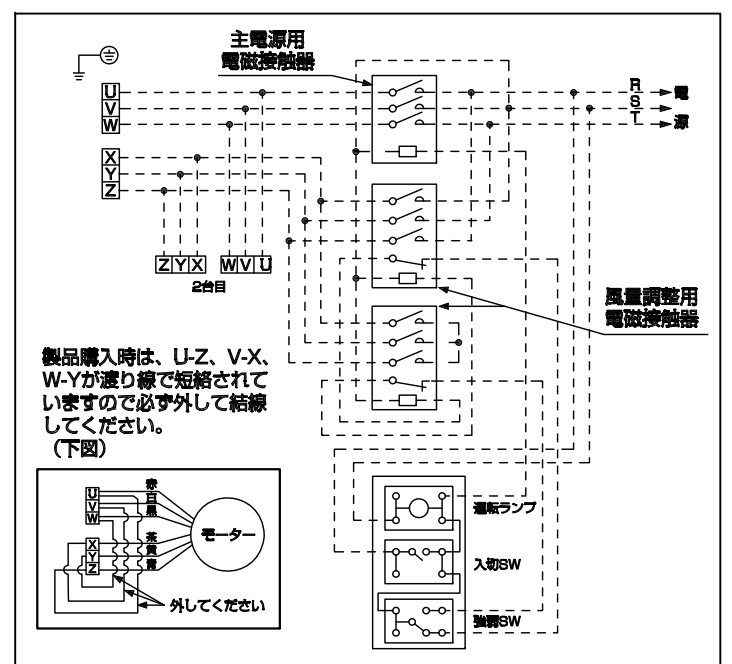 主電源用
電磁接触器
U
V
W
X
Y
Z
R
S
T
電
源
Z Y X W V U
2台目
風量調整用
電磁接触器
製品購入時は、U-Z、V-X、
W-Yが渡り線で短絡されて
いますので必ず外して結線
してください。
（下図）
U
V
W
X
Y
Z
赤
白
黒
茶
黄
青
モーター
外してください
運転ランプ
入切SW
強弱SW